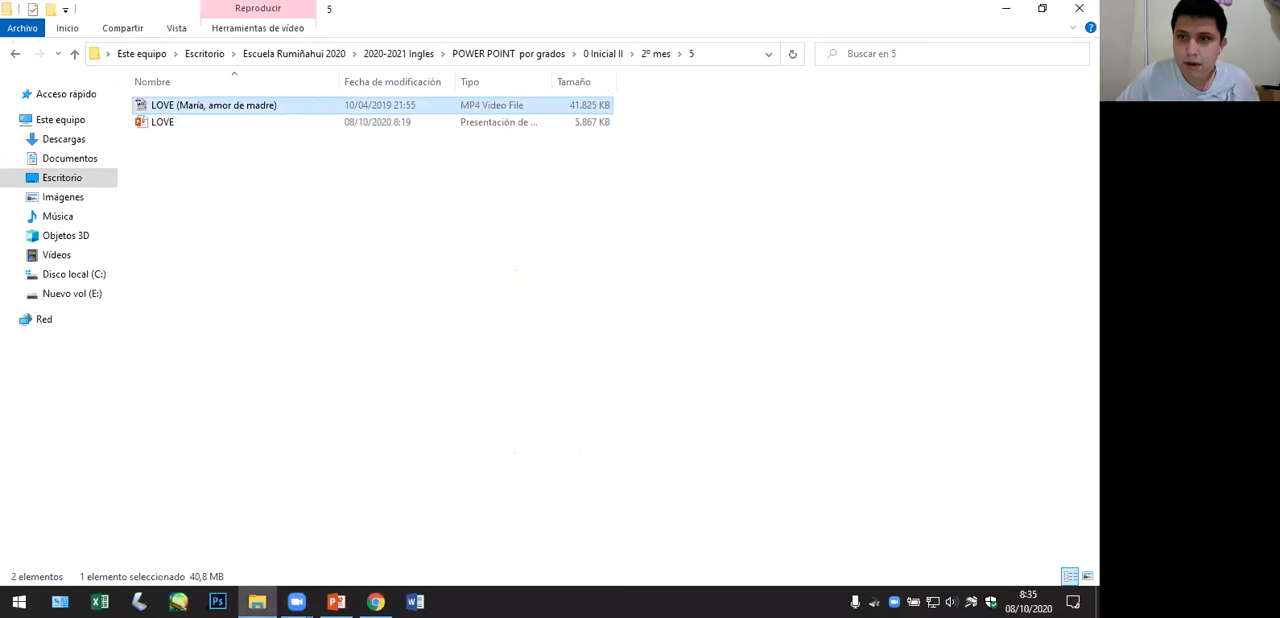 Reproducir 5
Archivo Inicio Compartir Vista Herramientas de vídeo
Este equipo Escritorio Escuela Rumiñahui 2020 2020-2021 Ingles POWER POINT por grados 0 Inicial II 2º mes 5 Buscar en 5
Nombre Fecha de modificación Tipo Tamaño
LOVE (María, amor de madre) 10/04/2019 21:55 MP4 Video File 41.825 KB
LOVE 08/10/2020 8:19 Presentación de ... 5.867 KB
Acceso rápido
Este equipo
Descargas
Documentos
Escritorio
Imágenes
Música
Objetos 3D
Vídeos
Disco local (C:)
Nuevo vol (E:)
Red
2 elementos 1 elemento seleccionado 40,8 MB
Ps
8:35
08/10/2020